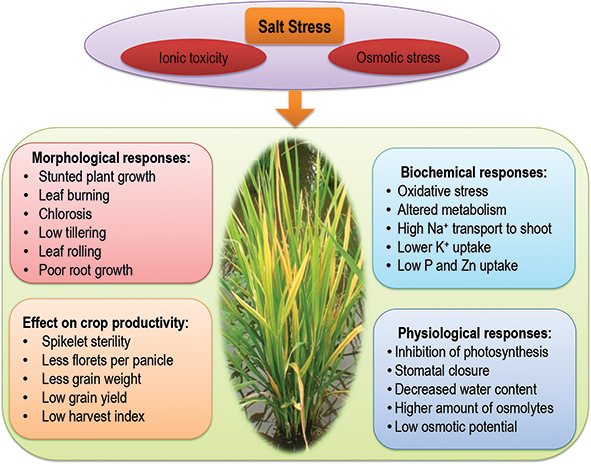 Salt Stress
Ionic toxicity
Osmotic stress
Morphological responses:
• Stunted plant growth
• Leaf burning
• Chlorosis
• Low tillering
• Leaf rolling
• Poor root growth
Effect on crop productivity:
• Spikelet sterility
• Less florets per panicle
• Less grain weight
• Low grain yield
• Low harvest index
Biochemical responses:
• Oxidative stress
• Altered metabolism
• High Na⁺ transport to shoot
• Lower K⁺ uptake
• Low P and Zn uptake
Physiological responses:
• Inhibition of photosynthesis
• Stomatal closure
• Decreased water content
• Higher amount of osmolytes
• Low osmotic potential